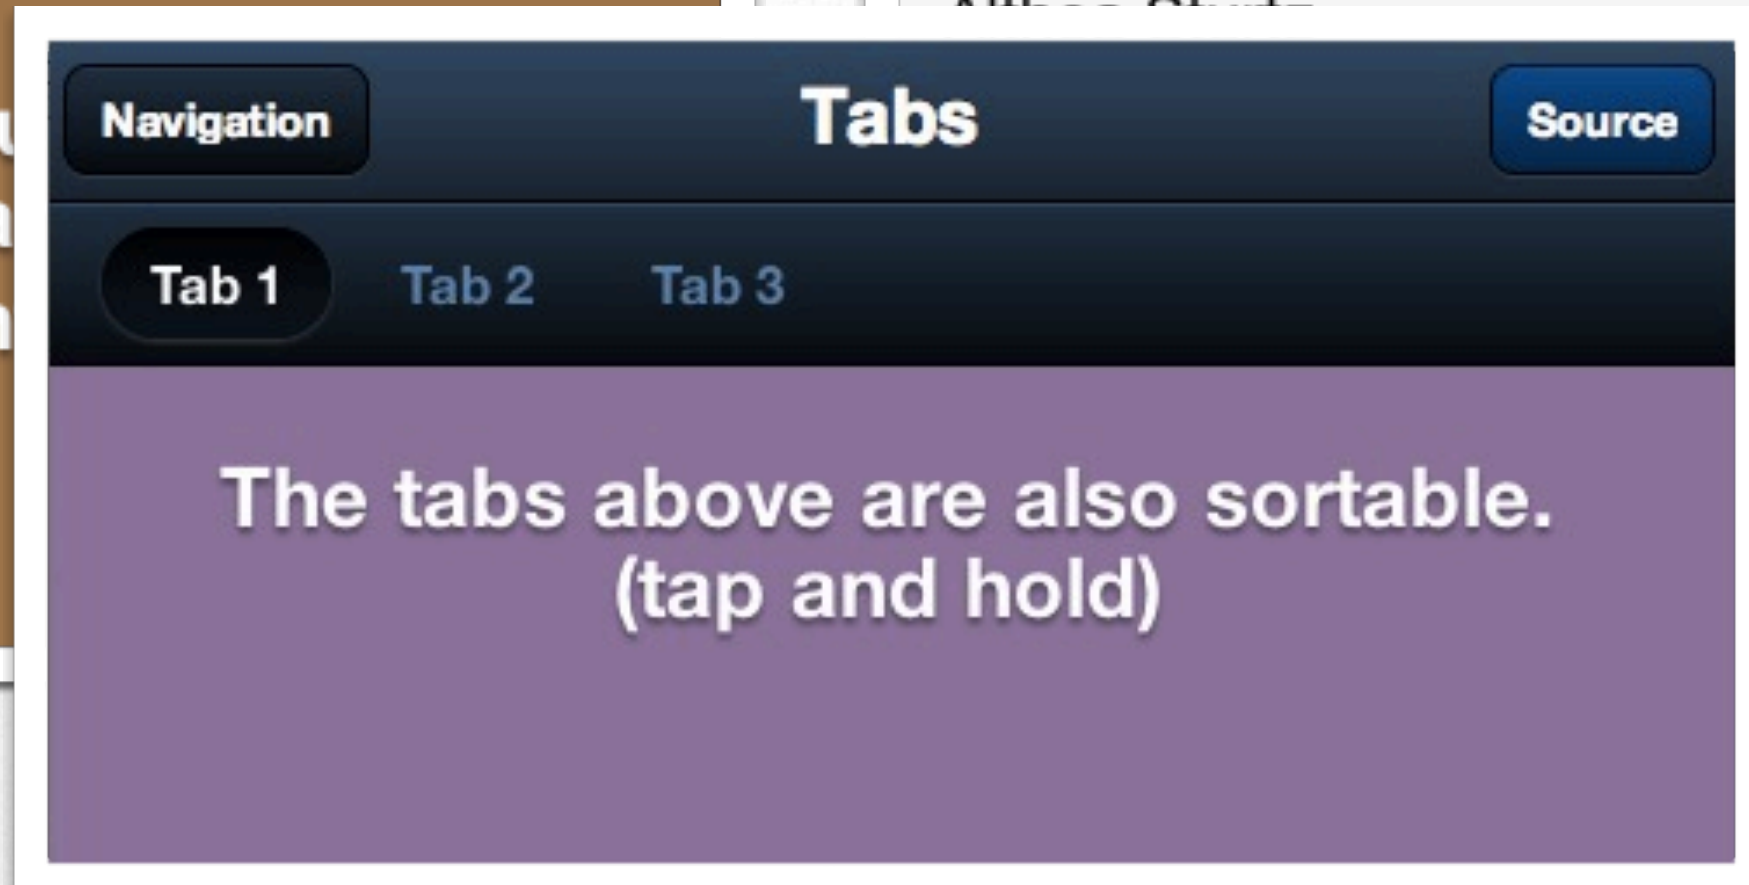 Navigation
Tabs
Source
Tab 1
Tab 2
Tab 3
The tabs above are also sortable.
(tap and hold)